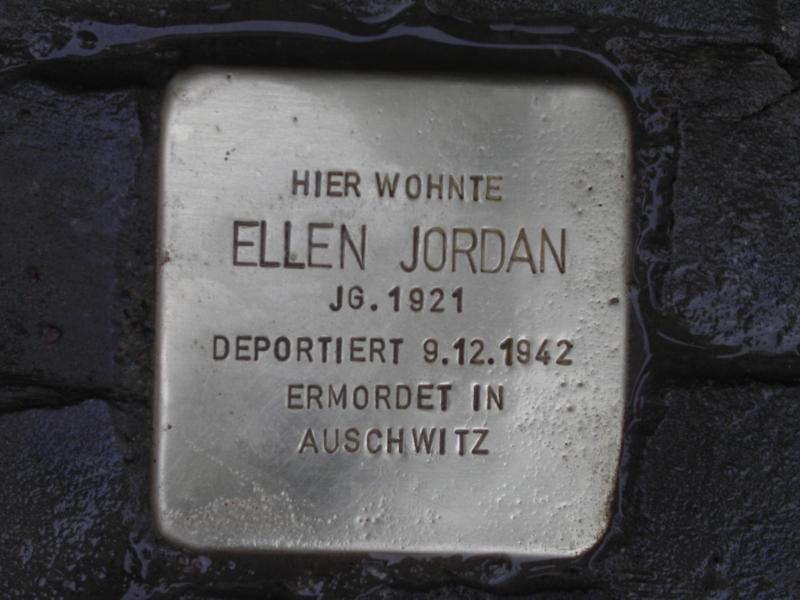 HIER WOHNTE
ELLEN JORDAN
JG. 1921
DEPORTIERT 9.12.1942
ERMORDET IN
AUSCHWITZ